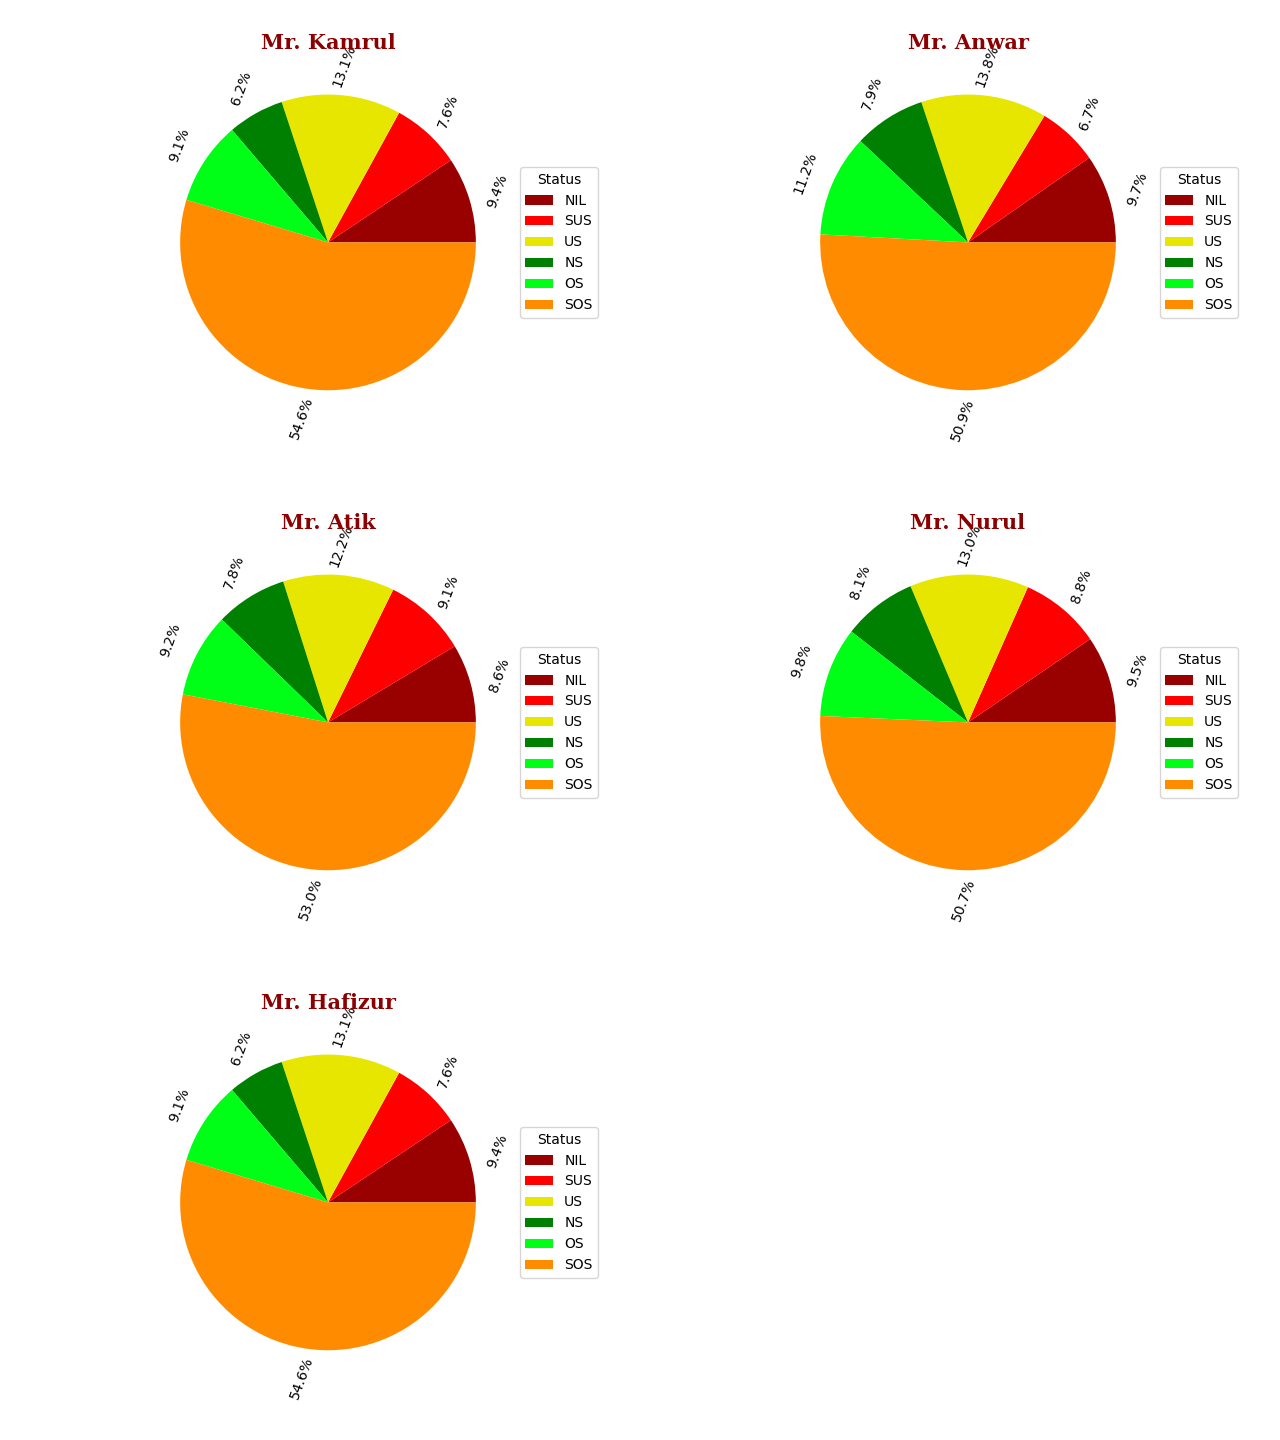 Mr. Kamrul
13.1%
6.2%
7.6%
9.1%
9.4%
54.6%
Status
NIL
SUS
US
NS
OS
SOS
Mr. Anwar
13.8%
7.9%
6.7%
11.2%
9.7%
50.9%
Status
NIL
SUS
US
NS
OS
SOS
Mr. Atik
12.2%
7.8%
9.1%
9.2%
8.6%
53.0%
Status
NIL
SUS
US
NS
OS
SOS
Mr. Nurul
13.0%
8.1%
8.8%
9.8%
9.5%
50.7%
Status
NIL
SUS
US
NS
OS
SOS
Mr. Hafizur
13.1%
6.2%
7.6%
9.1%
9.4%
54.6%
Status
NIL
SUS
US
NS
OS
SOS